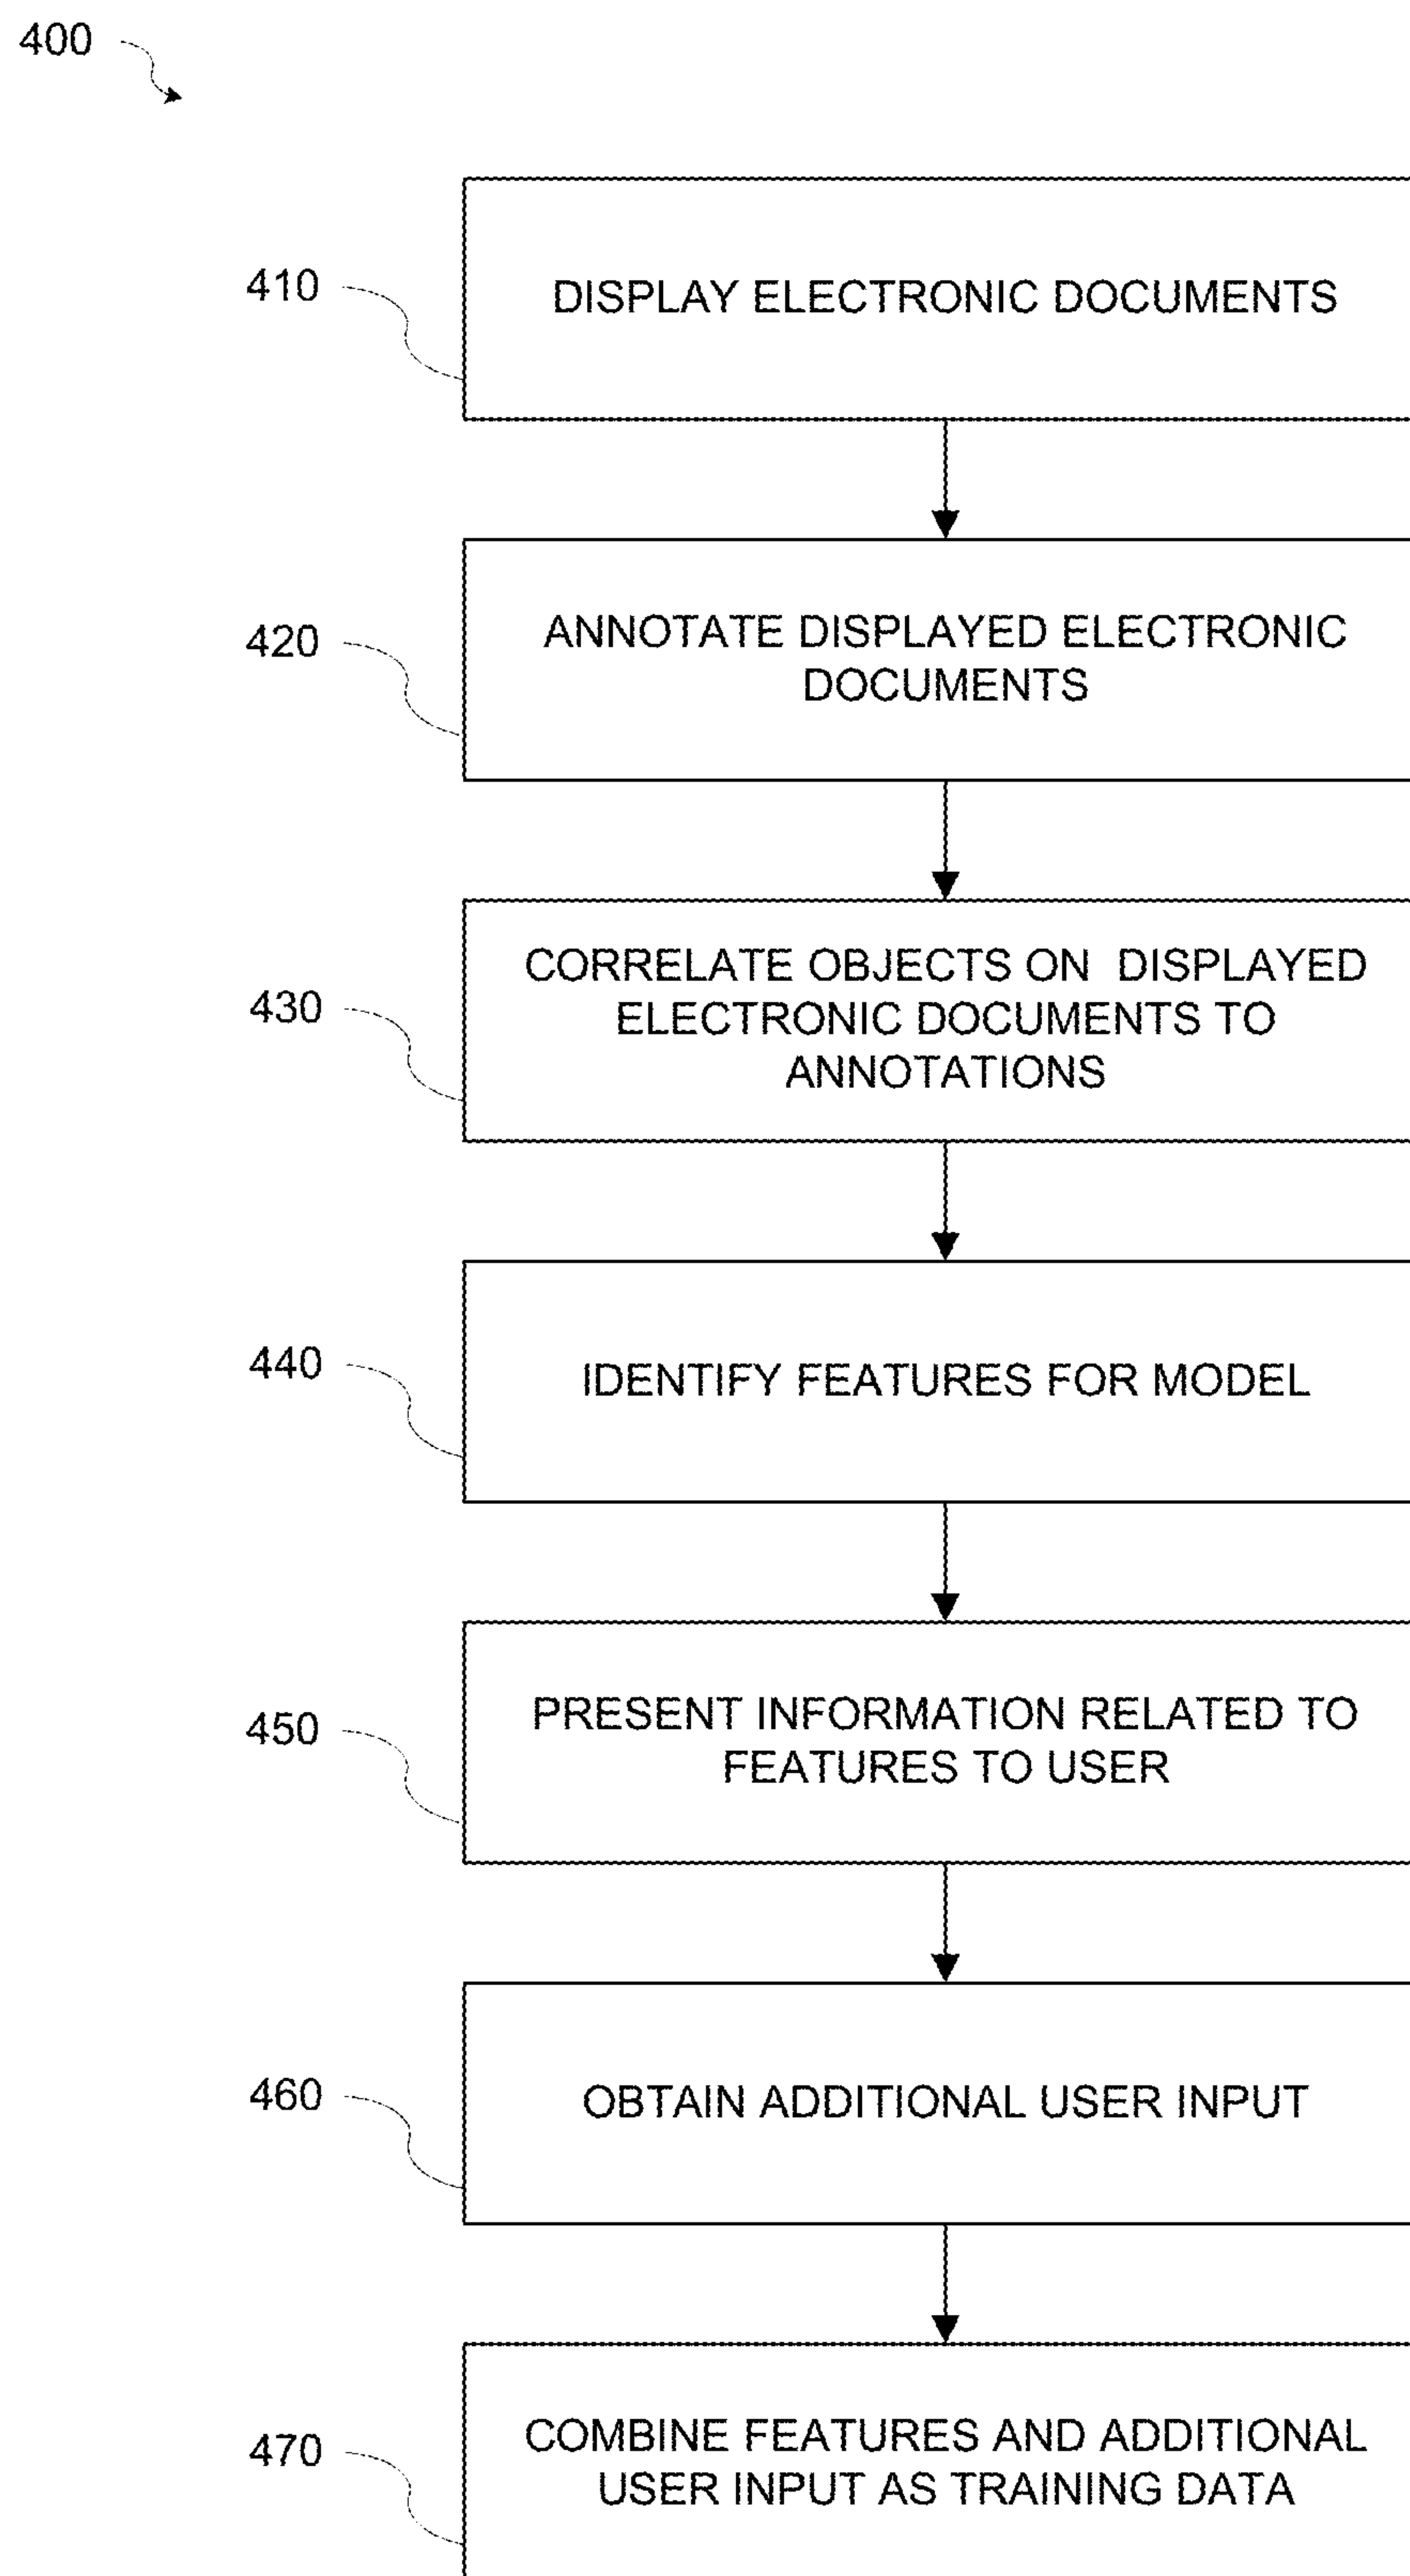 400
410
DISPLAY ELECTRONIC DOCUMENTS
420
ANNOTATE DISPLAYED ELECTRONIC
DOCUMENTS
430
CORRELATE OBJECTS ON DISPLAYED
ELECTRONIC DOCUMENTS TO
ANNOTATIONS
440
IDENTIFY FEATURES FOR MODEL
450
PRESENT INFORMATION RELATED TO
FEATURES TO USER
460
OBTAIN ADDITIONAL USER INPUT
470
COMBINE FEATURES AND ADDITIONAL
USER INPUT AS TRAINING DATA